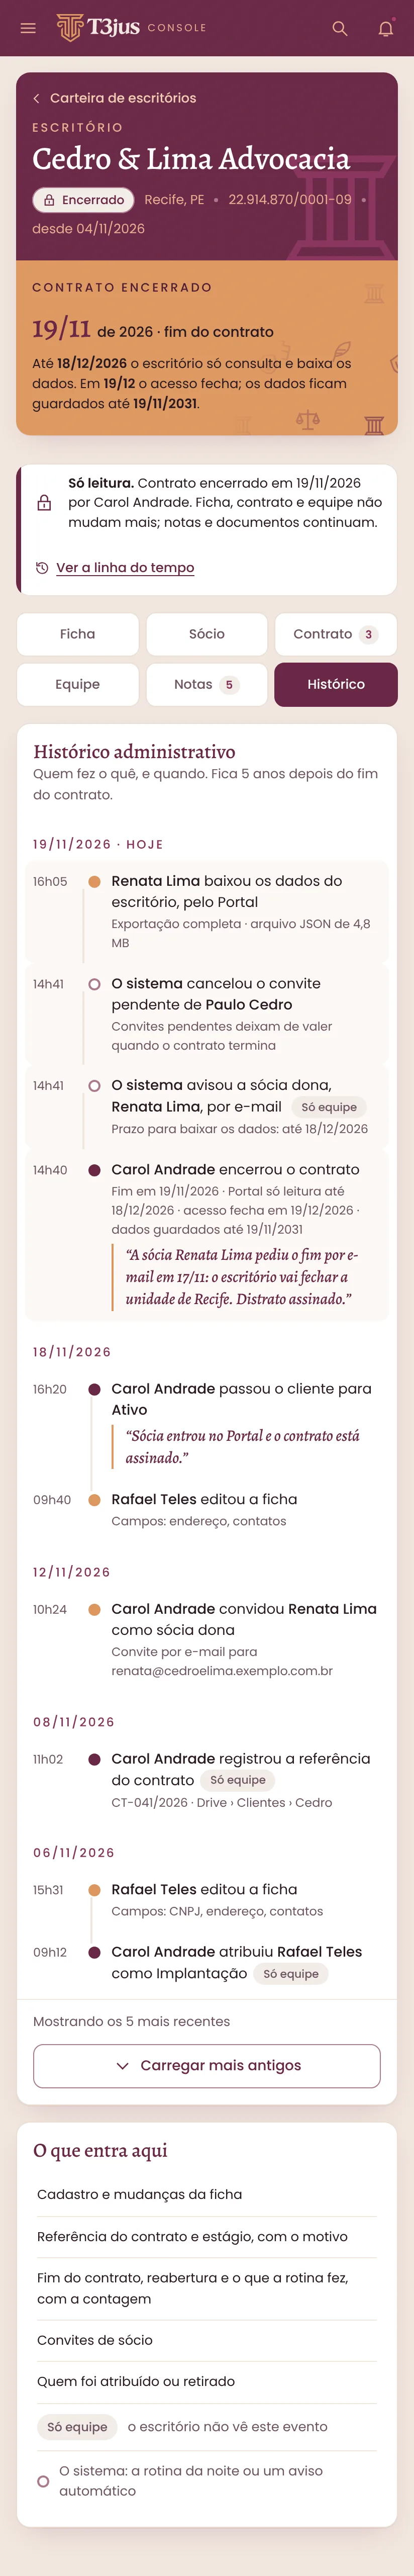 T3jus CONSOLE
Carteira de escritórios
ESCRITÓRIO
Cedro & Lima Advocacia
Encerrado Recife, PE • 22.914.870/0001-09 •
desde 04/11/2026
CONTRATO ENCERRADO
19/11 de 2026 · fim do contrato
Até 18/12/2026 o escritório só consulta e baixa os
dados. Em 19/12 o acesso fecha; os dados ficam
guardados até 19/11/2031.
Só leitura. Contrato encerrado em 19/11/2026
por Carol Andrade. Ficha, contrato e equipe não
mudam mais; notas e documentos continuam.
Ver a linha do tempo
Ficha Sócio Contrato 3
Equipe Notas 5 Histórico
Histórico administrativo
Quem fez o quê, e quando. Fica 5 anos depois do fim
do contrato.
19/11/2026 · HOJE
16h05 Renata Lima baixou os dados do
escritório, pelo Portal
Exportação completa · arquivo JSON de 4,8
MB
14h41 O sistema cancelou o convite
pendente de Paulo Cedro
Convites pendentes deixam de valer
quando o contrato termina
14h41 O sistema avisou a sócia dona,
Renata Lima, por e-mail Só equipe
Prazo para baixar os dados: até 18/12/2026
14h40 Carol Andrade encerrou o contrato
Fim em 19/11/2026 · Portal só leitura até
18/12/2026 · acesso fecha em 19/12/2026 ·
dados guardados até 19/11/2031
“A sócia Renata Lima pediu o fim por e-
mail em 17/11: o escritório vai fechar a
unidade de Recife. Distrato assinado.”
18/11/2026
16h20 Carol Andrade passou o cliente para
Ativo
“Sócia entrou no Portal e o contrato está
assinado.”
09h40 Rafael Teles editou a ficha
Campos: endereço, contatos
12/11/2026
10h24 Carol Andrade convidou Renata Lima
como sócia dona
Convite por e-mail para
renata@cedroelima.exemplo.com.br
08/11/2026
11h02 Carol Andrade registrou a referência
do contrato Só equipe
CT-041/2026 · Drive › Clientes › Cedro
06/11/2026
15h31 Rafael Teles editou a ficha
Campos: CNPJ, endereço, contatos
09h12 Carol Andrade atribuiu Rafael Teles
como Implantação Só equipe
Mostrando os 5 mais recentes
Carregar mais antigos
O que entra aqui
Cadastro e mudanças da ficha
Referência do contrato e estágio, com o motivo
Fim do contrato, reabertura e o que a rotina fez,
com a contagem
Convites de sócio
Quem foi atribuído ou retirado
Só equipe o escritório não vê este evento
O sistema: a rotina da noite ou um aviso
automático